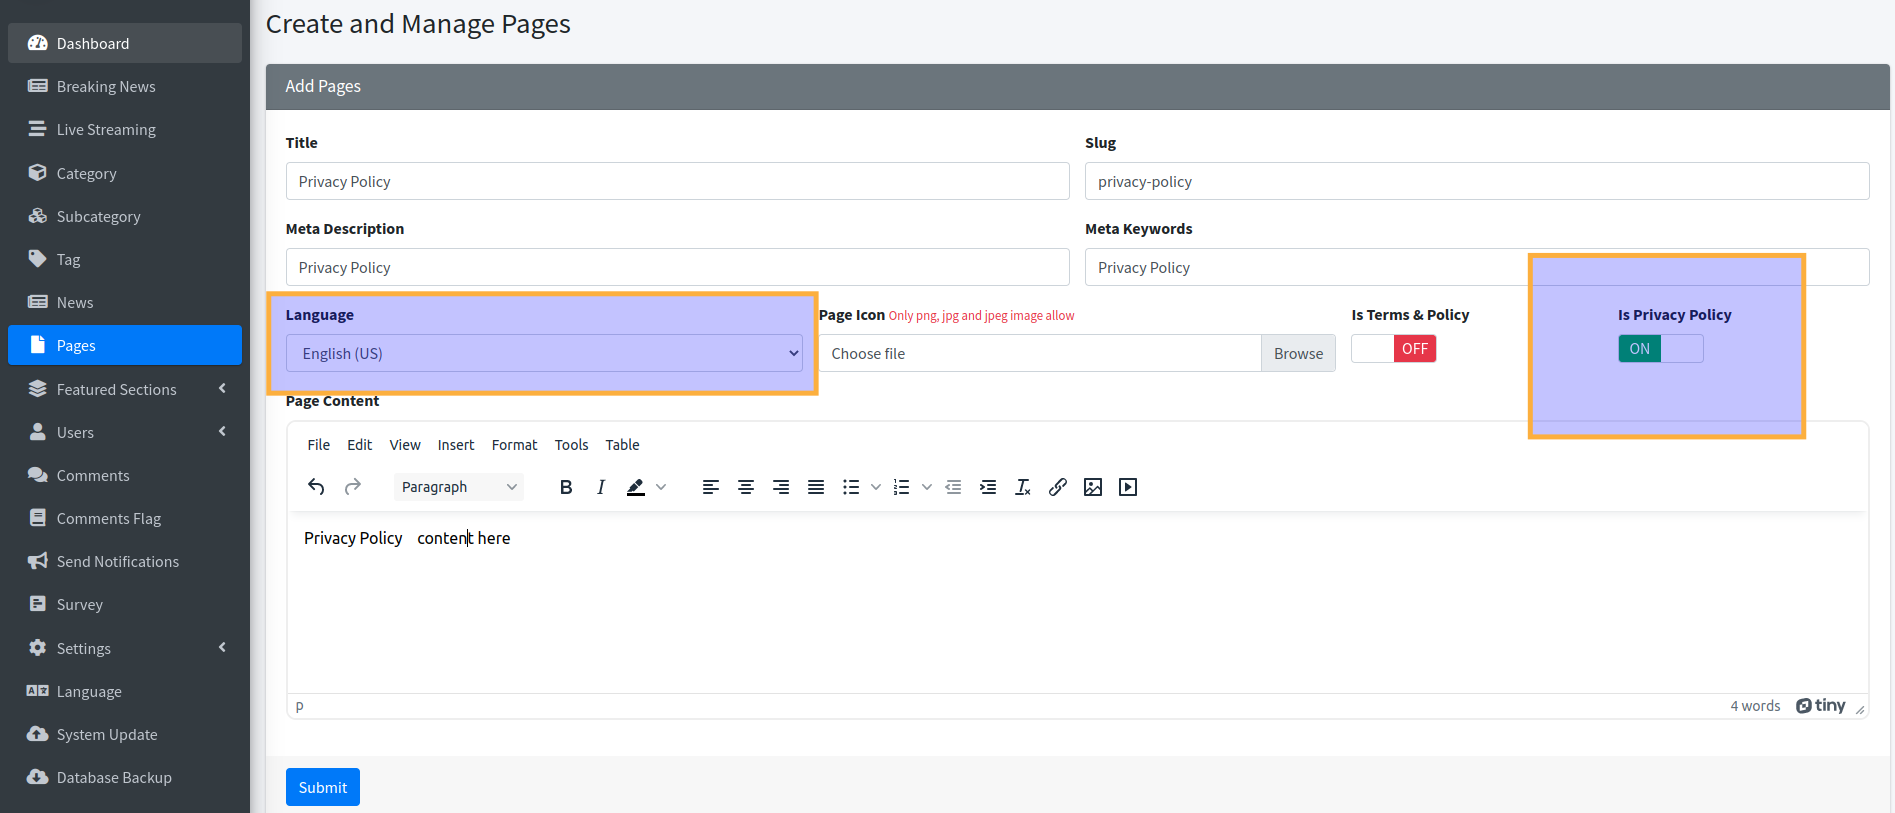 Dashboard
Breaking News
Live Streaming
Category
Subcategory
Tag
News
Pages
Featured Sections
Users
Comments
Comments Flag
Send Notifications
Survey
Settings
Language
System Update
Database Backup
Create and Manage Pages
Add Pages
Title
Slug
Privacy Policy
privacy-policy
Meta Description
Meta Keywords
Privacy Policy
Privacy Policy
Language
Page Icon Only png, jpg and jpeg image allow
Is Terms & Policy
Is Privacy Policy
English (US)
Choose file
Browse
OFF
ON
Page Content
File Edit View Insert Format Tools Table
Paragraph
B I
Privacy Policy content here
p
4 words
tiny
Submit